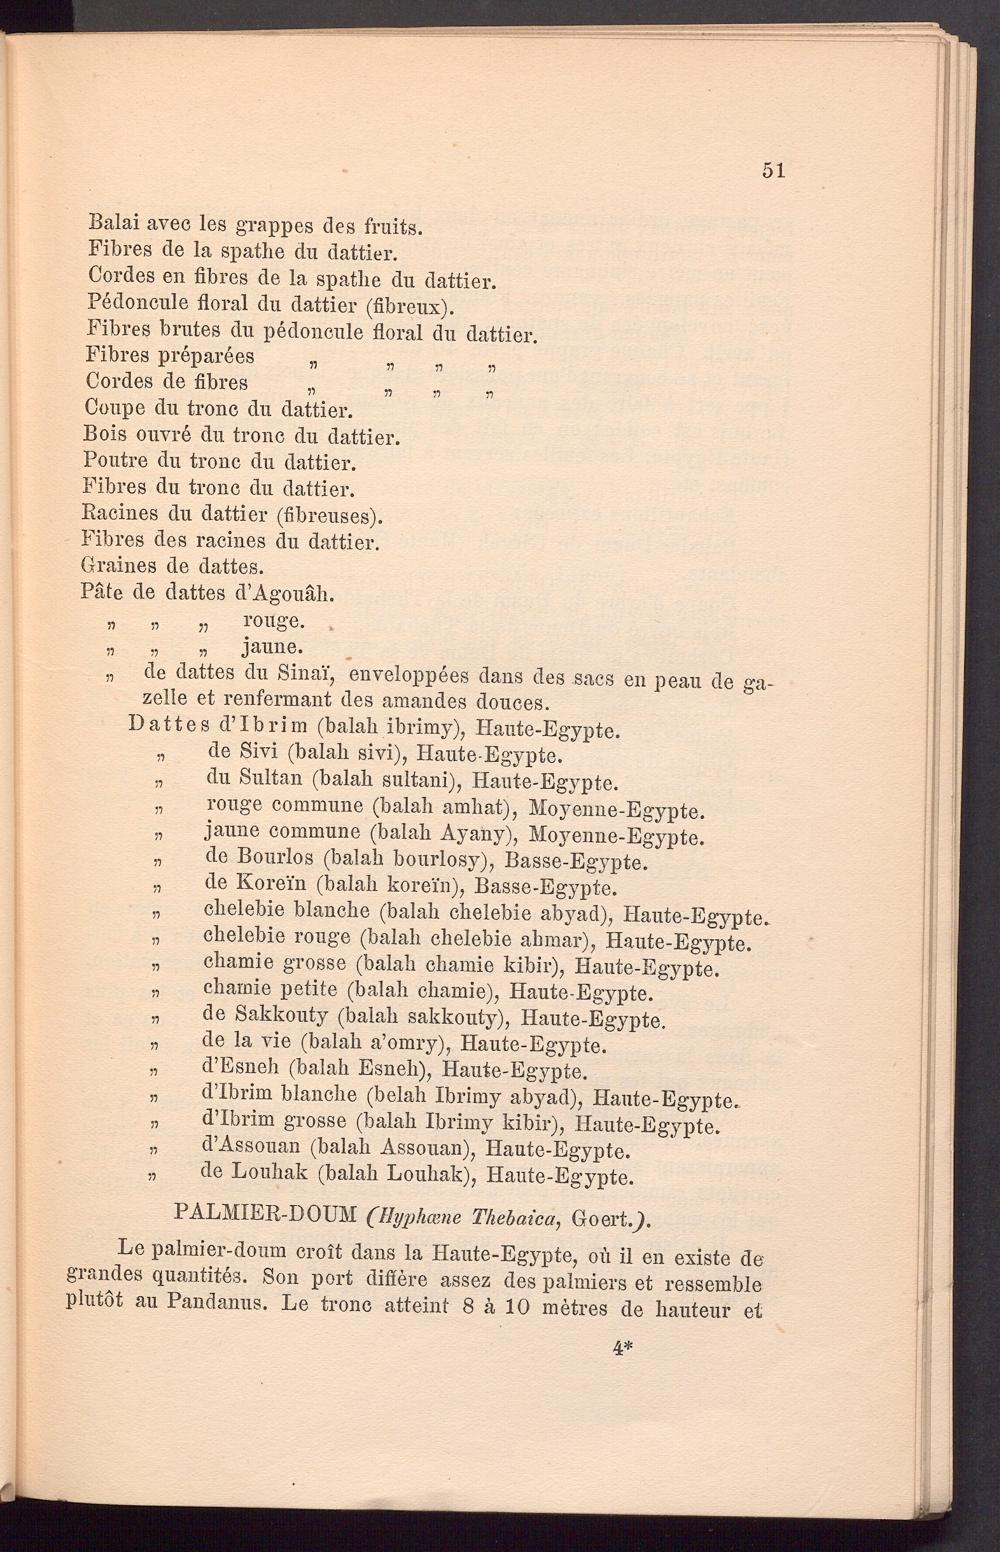 51
Balai avec les grappes des fruits.
Fibres de la spathe du dattier.
Cordes en fibres de la spathe du dattier.
Pédoncule floral du dattier (fibreux).
Fibres brutes du pédoncule floral du dattier.
Fibres préparées „ „ „ „
Cordes de fibres „ „ „ „
Coupe du tronc du dattier.
Bois ouvré du tronc du dattier.
Poutre du tronc du dattier.
Fibres du tronc du dattier.
Racines du dattier (fibreuses).
Fibres des racines du dattier.
Graines de dattes.
Pâte de dattes d'Agouâh.
„ „ „ rouge.
„ „ „ jaune.
„ de dattes du Sinaï, enveloppées dans des sacs en peau de ga-
zelle et renfermant des amandes douces.
Dattes d'Ibrim (balah ibrimy), Haute-Egypte.
„ de Sivi (balah sivi), Haute-Egypte.
„ du Sultan (balah sultani), Haute-Egypte.
„ rouge commune (balah amhat), Moyenne-Egypte.
„ jaune commune (balah Ayany), Moyenne-Egypte.
„ de Bourlos (balah bourlosy), Basse-Egypte.
„ de Koreïn (balah koreïn), Basse-Egypte.
„ chelebie blanche (balah chelebie abyad), Haute-Egypte.
„ chelebie rouge (balah chelebie ahmar), Haute-Egypte.
„ chamie grosse (balah chamie kibir), Haute-Egypte.
„ chamie petite (balah chamie), Haute-Egypte.
„ de Sakkouty (balah sakkouty), Haute-Egypte.
„ de la vie (balah a'omry), Haute-Egypte.
„ d'Esneh (balah Esneh), Haute-Egypte.
„ d'Ibrim blanche (belah Ibrimy abyad), Haute-Egypte.
„ d'Ibrim grosse (balah Ibrimy kibir), Haute-Egypte.
„ d'Assouan (balah Assouan), Haute-Egypte.
„ de Louhak (balah Louhak), Haute-Egypte.
PALMIER-DOUM (Hyphœne Thebaica, Goert.).
Le palmier-doum croît dans la Haute-Egypte, où il en existe de
grandes quantités. Son port diffère assez des palmiers et ressemble
plutôt au Pandanus. Le tronc atteint 8 à 10 mètres de hauteur et
4*